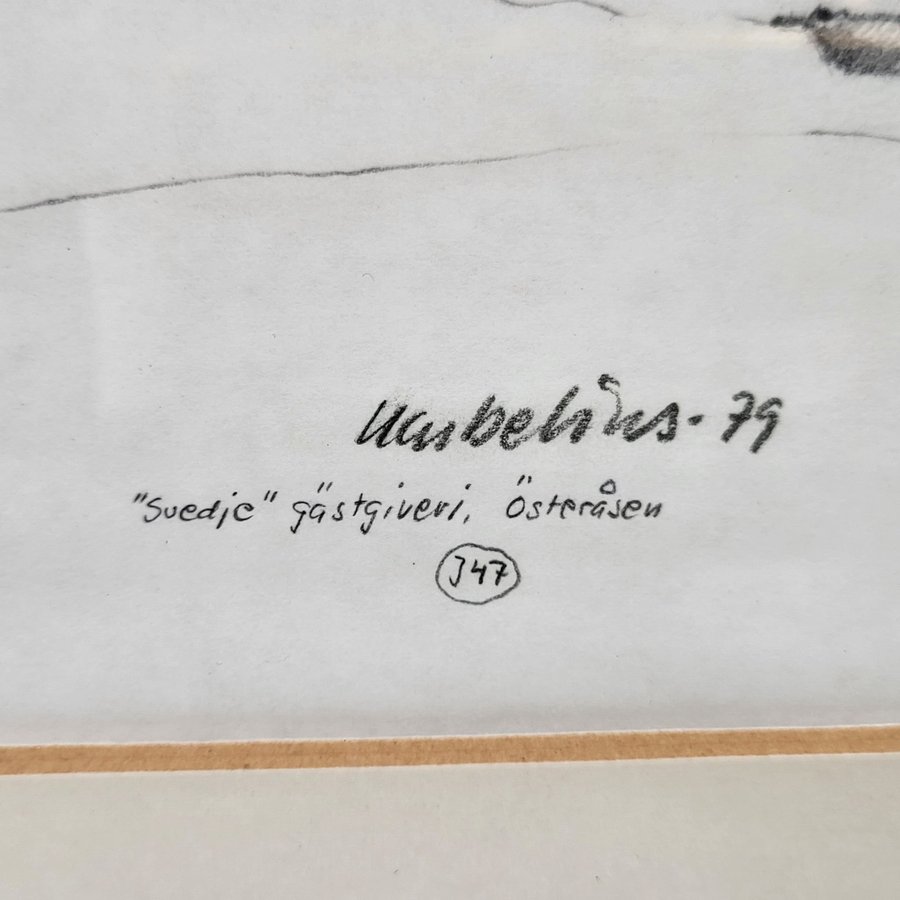 - 79
"Svedje" gästgiveri, Österåsen
J47